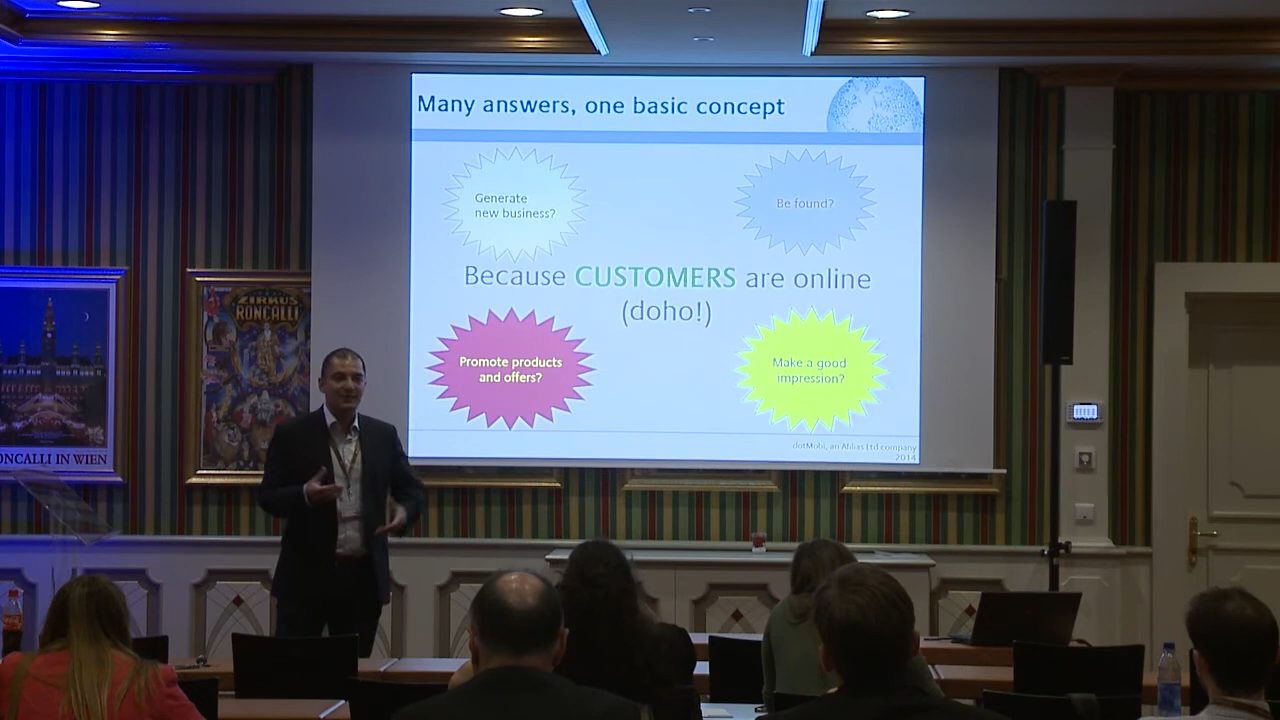 Many answers, one basic concept
Generate
new business?
Be found?
Because CUSTOMERS are online
(doho!)
Promote products
and offers?
Make a good
impression?
dotMobi, an Afilias Ltd company
2014
ZIRKUS
RONCALLI
ONCALLI IN WIEN